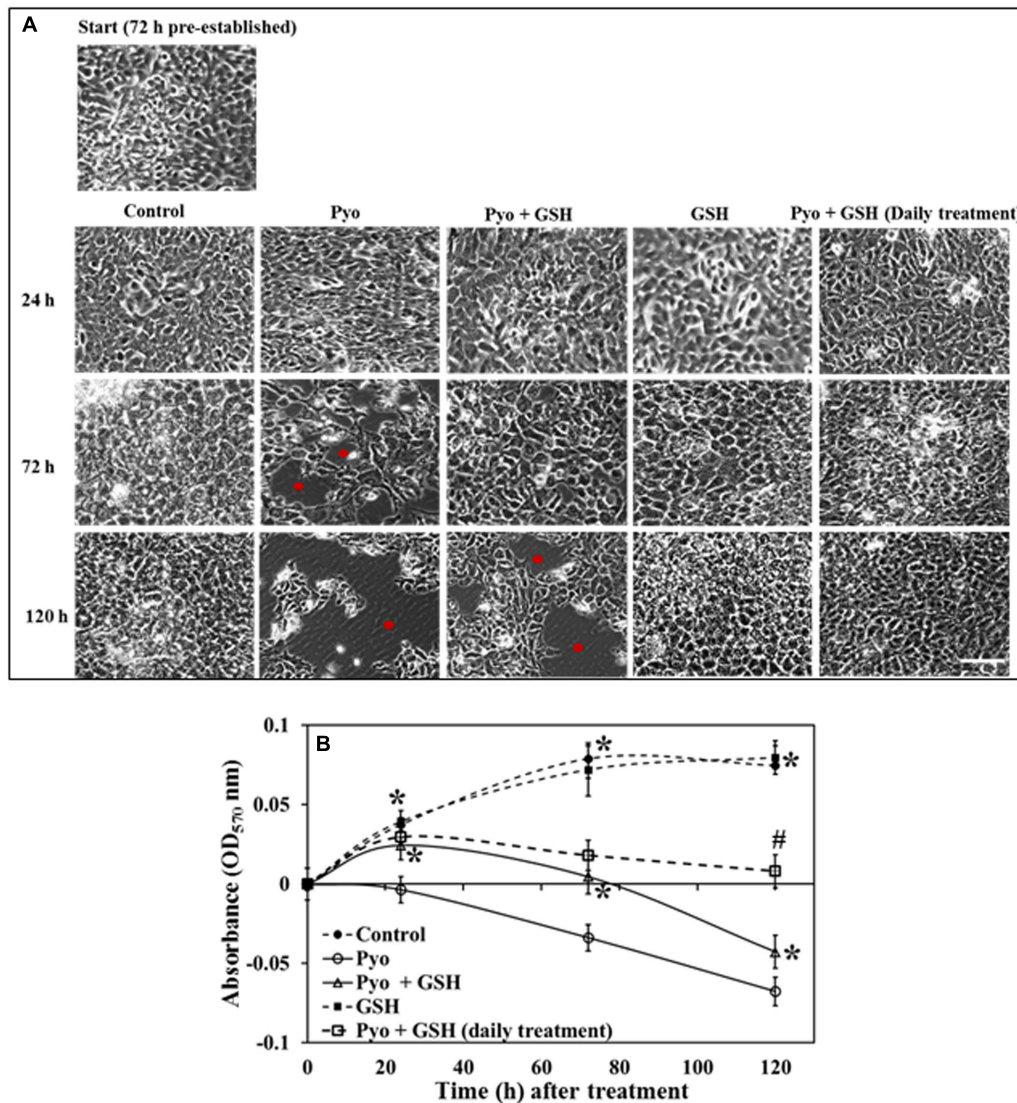 A
Start (72 h pre-established)
Control Pyo Pyo + GSH GSH Pyo + GSH (Daily treatment)
24 h
72 h
120 h
B
0.1
0.05
0
-0.05
-0.1
Absorbance (OD570 nm)
* * * * * * #
Control
Pyo
Pyo + GSH
GSH
Pyo + GSH (daily treatment)
0 20 40 60 80 100 120
Time (h) after treatment